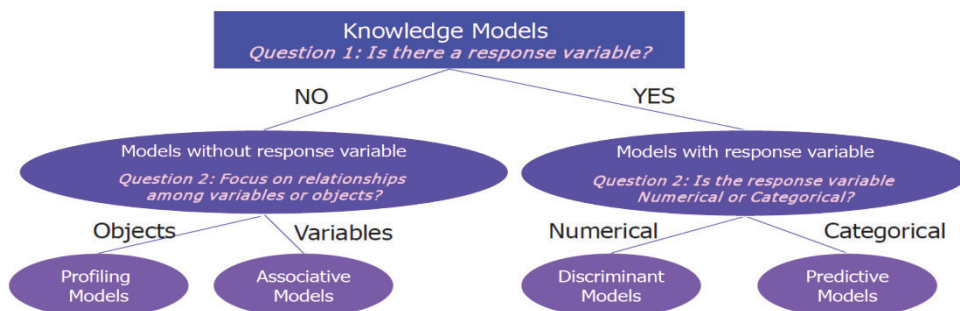 Knowledge Models
Question 1: Is there a response variable?
NO
YES
Models without response variable
Question 2: Focus on relationships
among variables or objects?
Models with response variable
Question 2: Is the response variable
Numerical or Categorical?
Objects
Variables
Numerical
Categorical
Profiling
Models
Associative
Models
Discriminant
Models
Predictive
Models